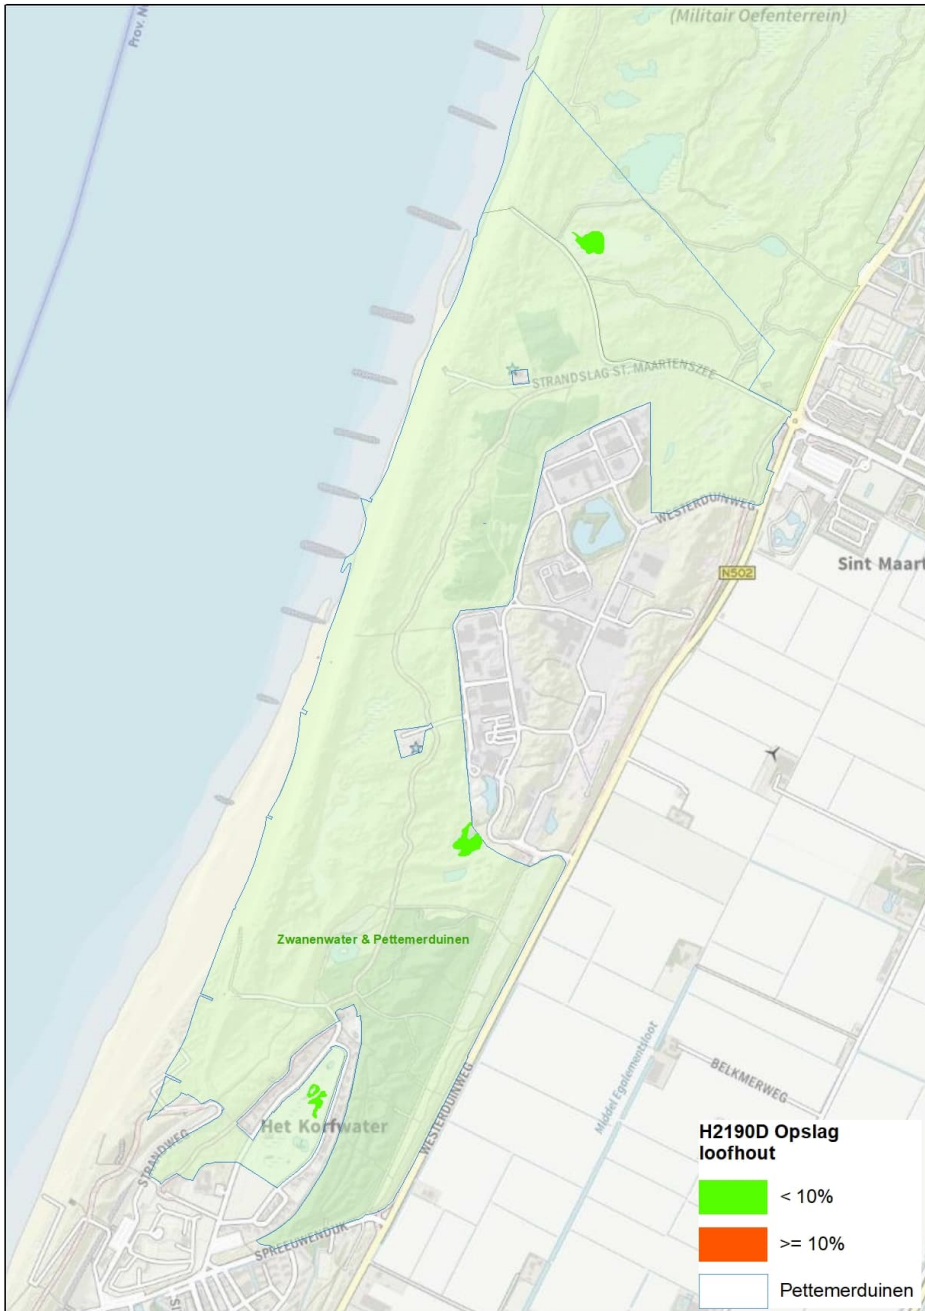 (Militair Oefenterrein)
Prov. N
STRANDSLAG ST. MAARTENSZEE
WESTERDUINWEG
N502
Sint Maart
Zwanenwater & Pettemerduinen
Middel Egalementsloot
BELKMERWEG
WESTERDUINWEG
Het Korfwater
STRANDWEG
SPREEUWENDIJK
SI
H2190D Opslag
loofhout
< 10%
>= 10%
Pettemerduinen